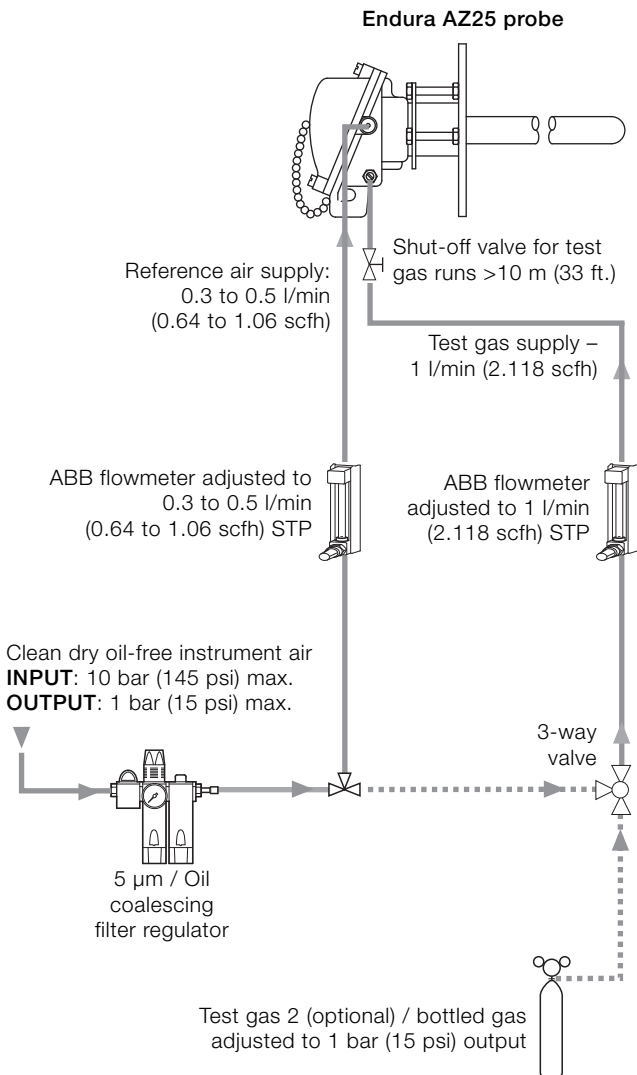 Endura AZ25 probe
Shut-off valve for test
gas runs >10 m (33 ft.)
Reference air supply:
0.3 to 0.5 l/min
(0.64 to 1.06 scfh)
Test gas supply –
1 l/min (2.118 scfh)
ABB flowmeter adjusted to
0.3 to 0.5 l/min
(0.64 to 1.06 scfh) STP
ABB flowmeter
adjusted to 1 l/min
(2.118 scfh) STP
Clean dry oil-free instrument air
INPUT: 10 bar (145 psi) max.
OUTPUT: 1 bar (15 psi) max.
3-way
valve
5 µm / Oil
coalescing
filter regulator
Test gas 2 (optional) / bottled gas
adjusted to 1 bar (15 psi) output